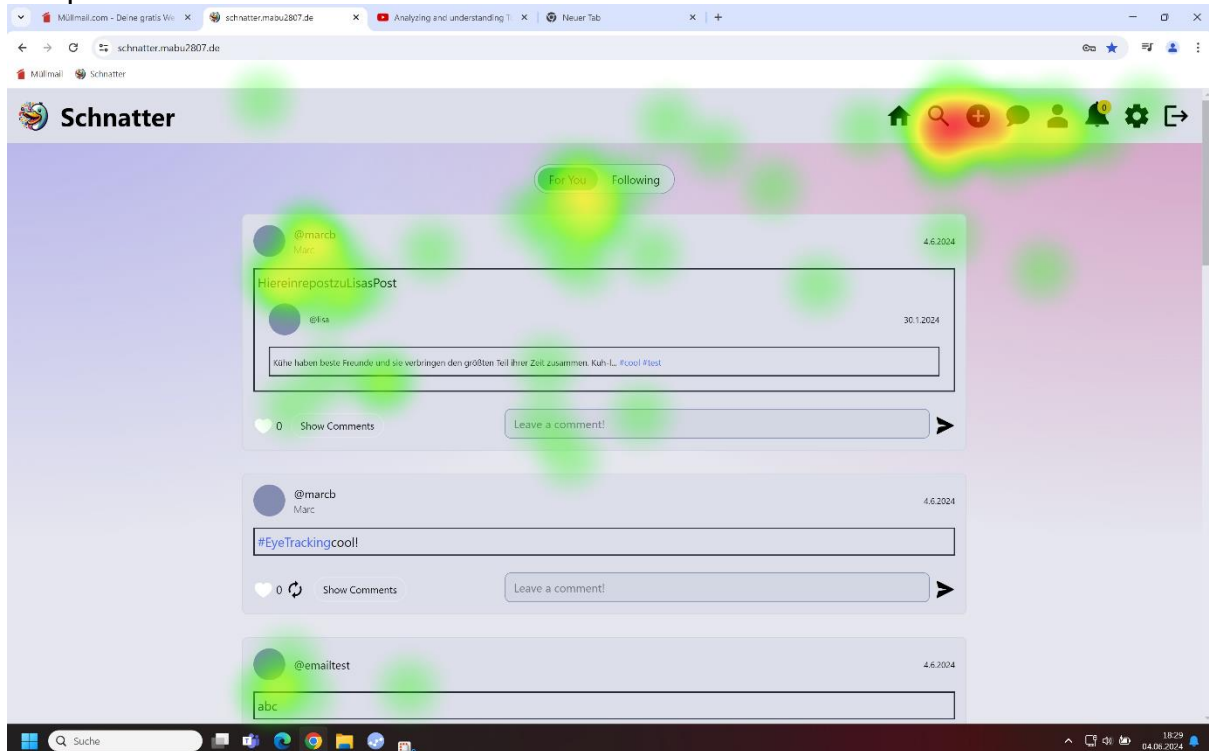 Müllmail.com - Deine gratis We
schnatter.mabu2807.de
Analyzing and understanding T
Neuer Tab
schnatter.mabu2807.de
Müllmail
Schnatter
Schnatter
0
For You
Following
@marcb
4.6.2024
Marc
HiereinrepostzuLisasPost
@lisa
30.1.2024
Kühe haben beste Freunde und sie verbringen den größten Teil ihrer Zeit zusammen. Kuh-l... #cool #test
0
Show Comments
Leave a comment!
@marcb
4.6.2024
Marc
#EyeTrackingcool!
0
Show Comments
Leave a comment!
@emailtest
4.6.2024
abc
Suche
18:29
04.06.2024